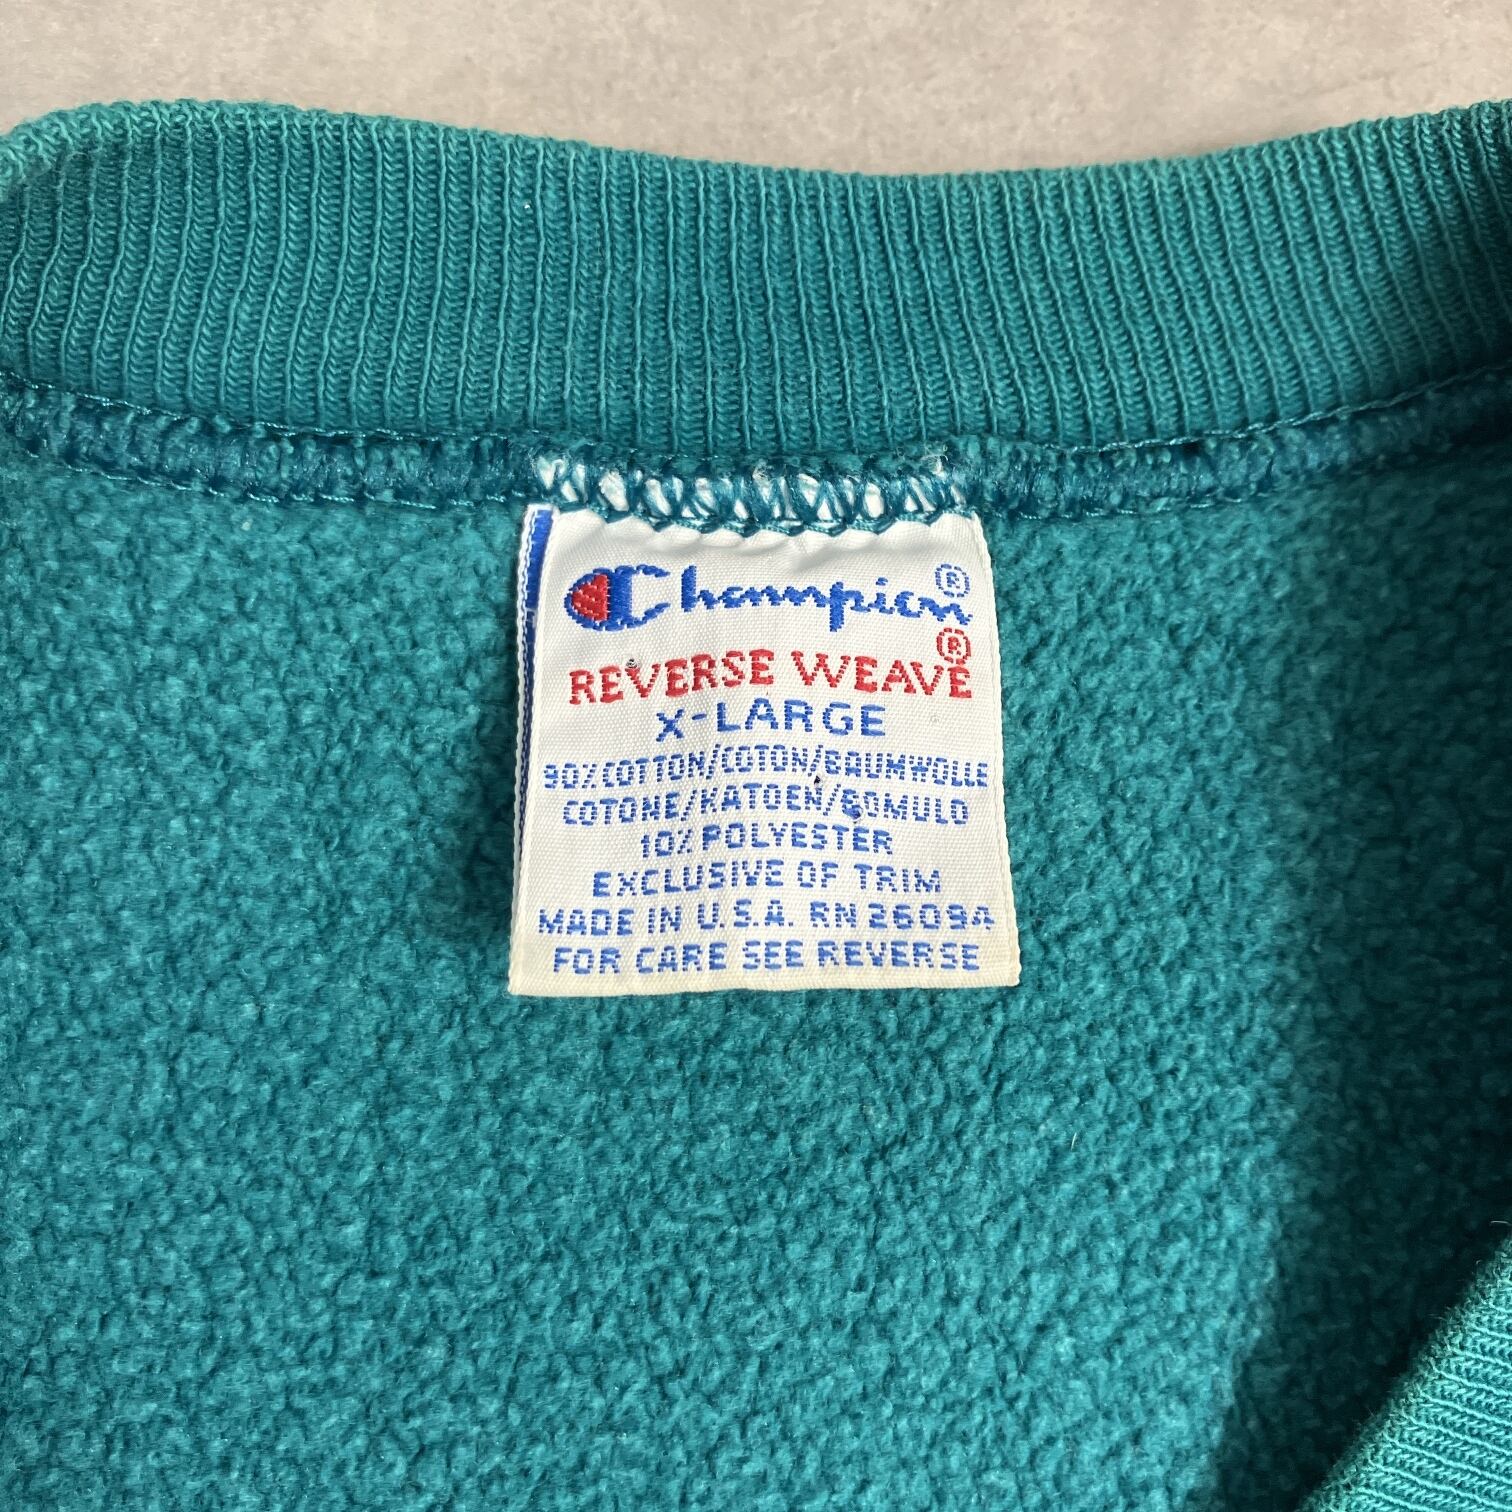 Champion®
REVERSE WEAVE®
X-LARGE
90% COTTON/COTON/BAUMWOLLE
COTONE/KATOEN/BOMULD
10% POLYESTER
EXCLUSIVE OF TRIM
MADE IN U.S.A. RN 26094
FOR CARE SEE REVERSE